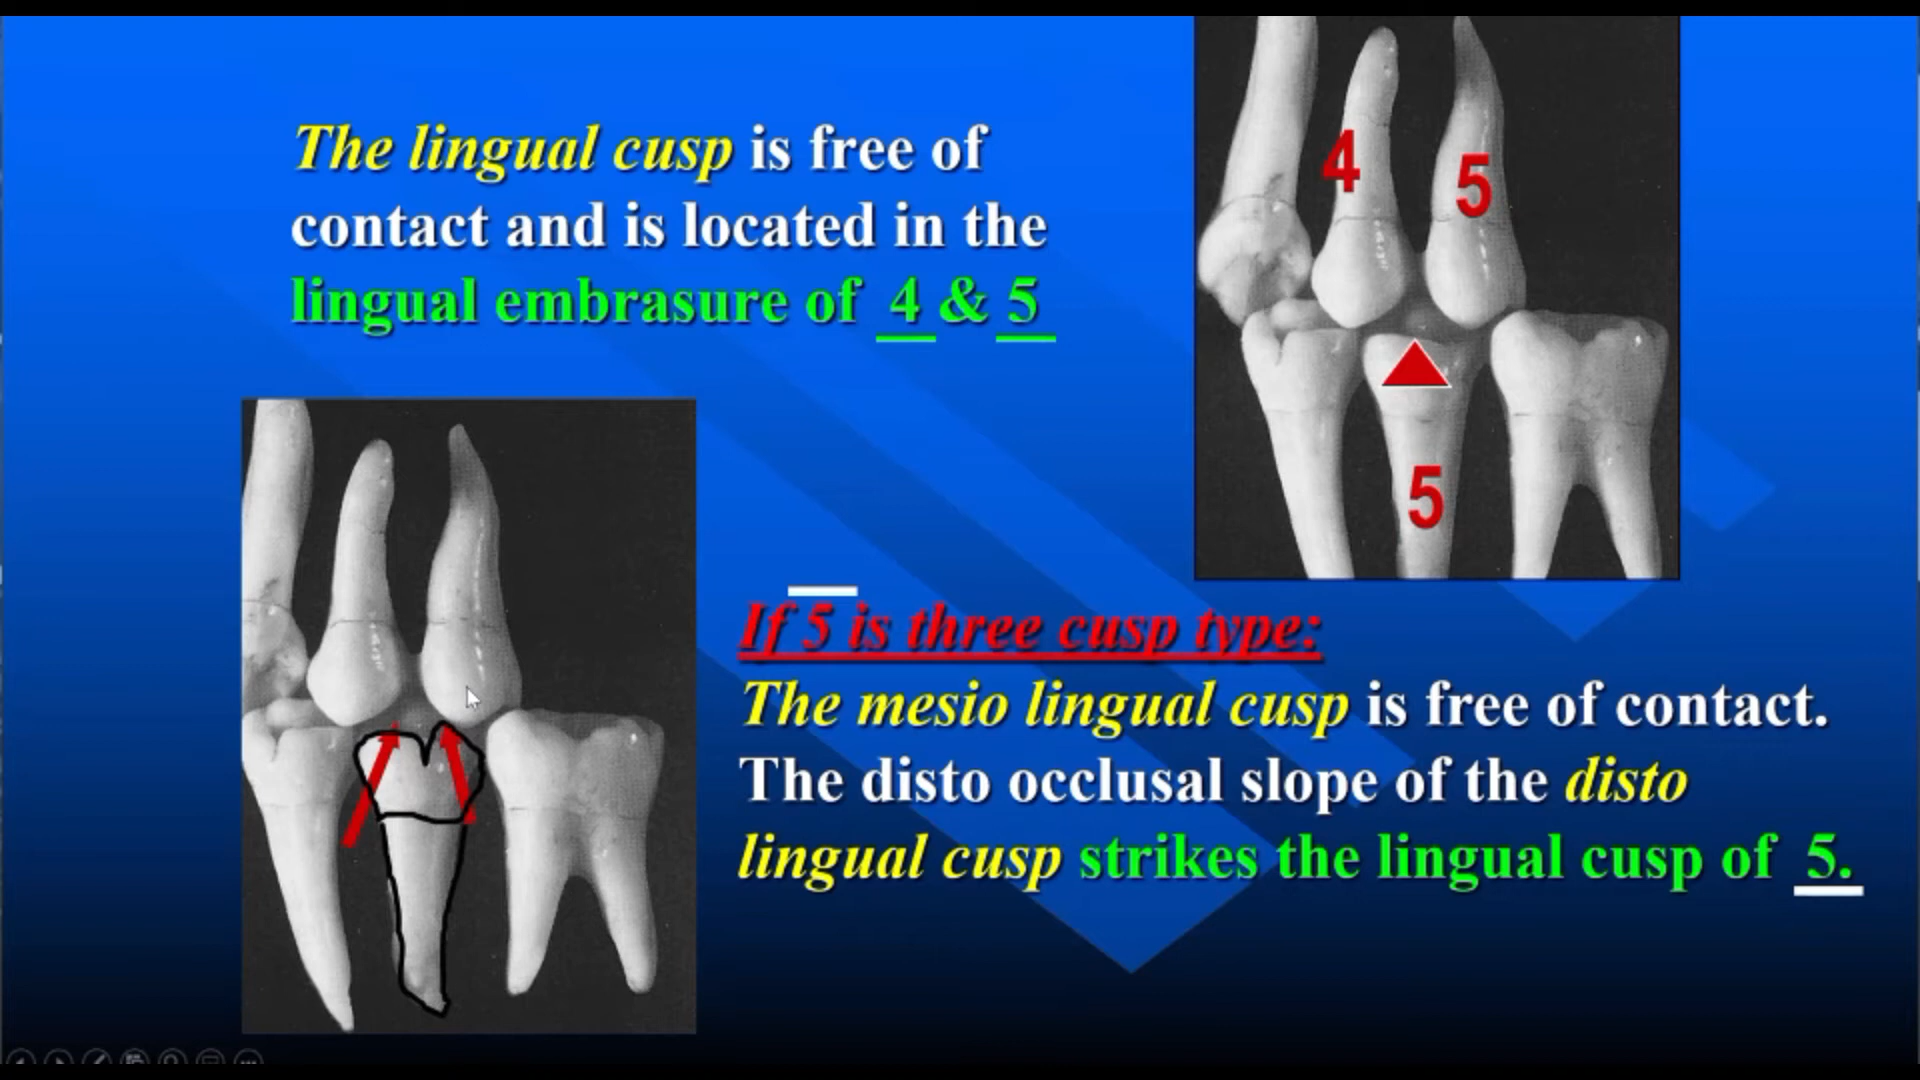 The lingual cusp is free of
contact and is located in the
lingual embrasure of 4 & 5
4
5
5
If 5 is three cusp type:
The mesio lingual cusp is free of contact.
The disto occlusal slope of the disto
lingual cusp strikes the lingual cusp of 5.